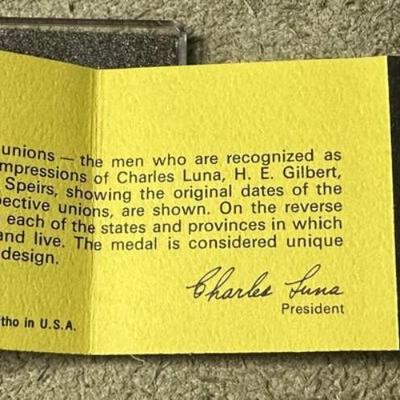 unions — the men who are recognized as
mpressions of Charles Luna, H. E. Gilbert,
Speirs, showing the original dates of the
pective unions, are shown. On the reverse
each of the states and provinces in which
and live. The medal is considered unique
design.
Charles Luna
President
tho in U.S.A.